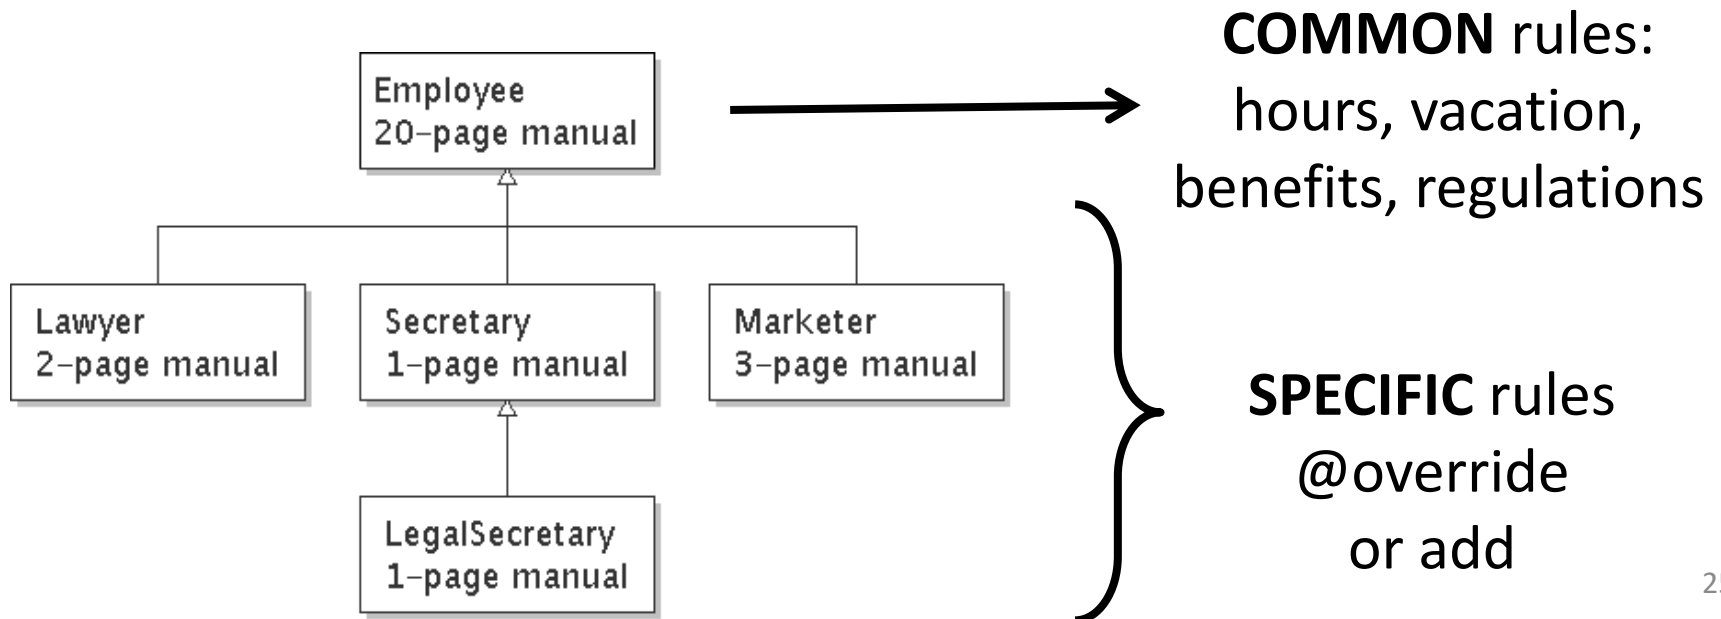 Employee
20-page manual
COMMON rules:
hours, vacation,
benefits, regulations
Lawyer
2-page manual
Secretary
1-page manual
Marketer
3-page manual
LegalSecretary
1-page manual
SPECIFIC rules
@override
or add